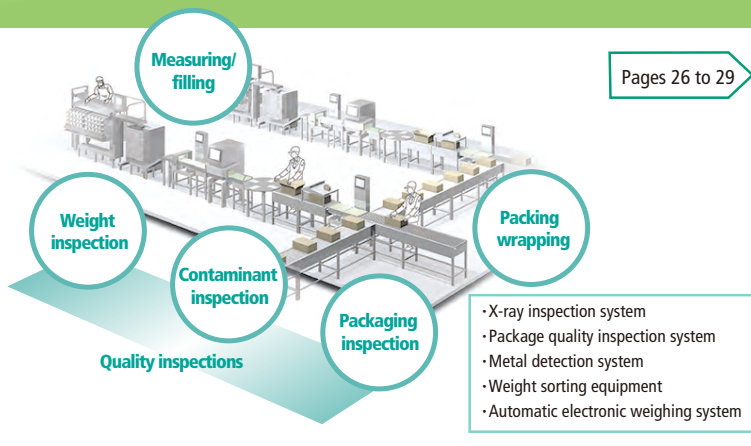 Measuring/
filling
Pages 26 to 29
Weight
inspection
Contaminant
inspection
Packaging
inspection
Packing
wrapping
Quality inspections
・X-ray inspection system
・Package quality inspection system
・Metal detection system
・Weight sorting equipment
・Automatic electronic weighing system